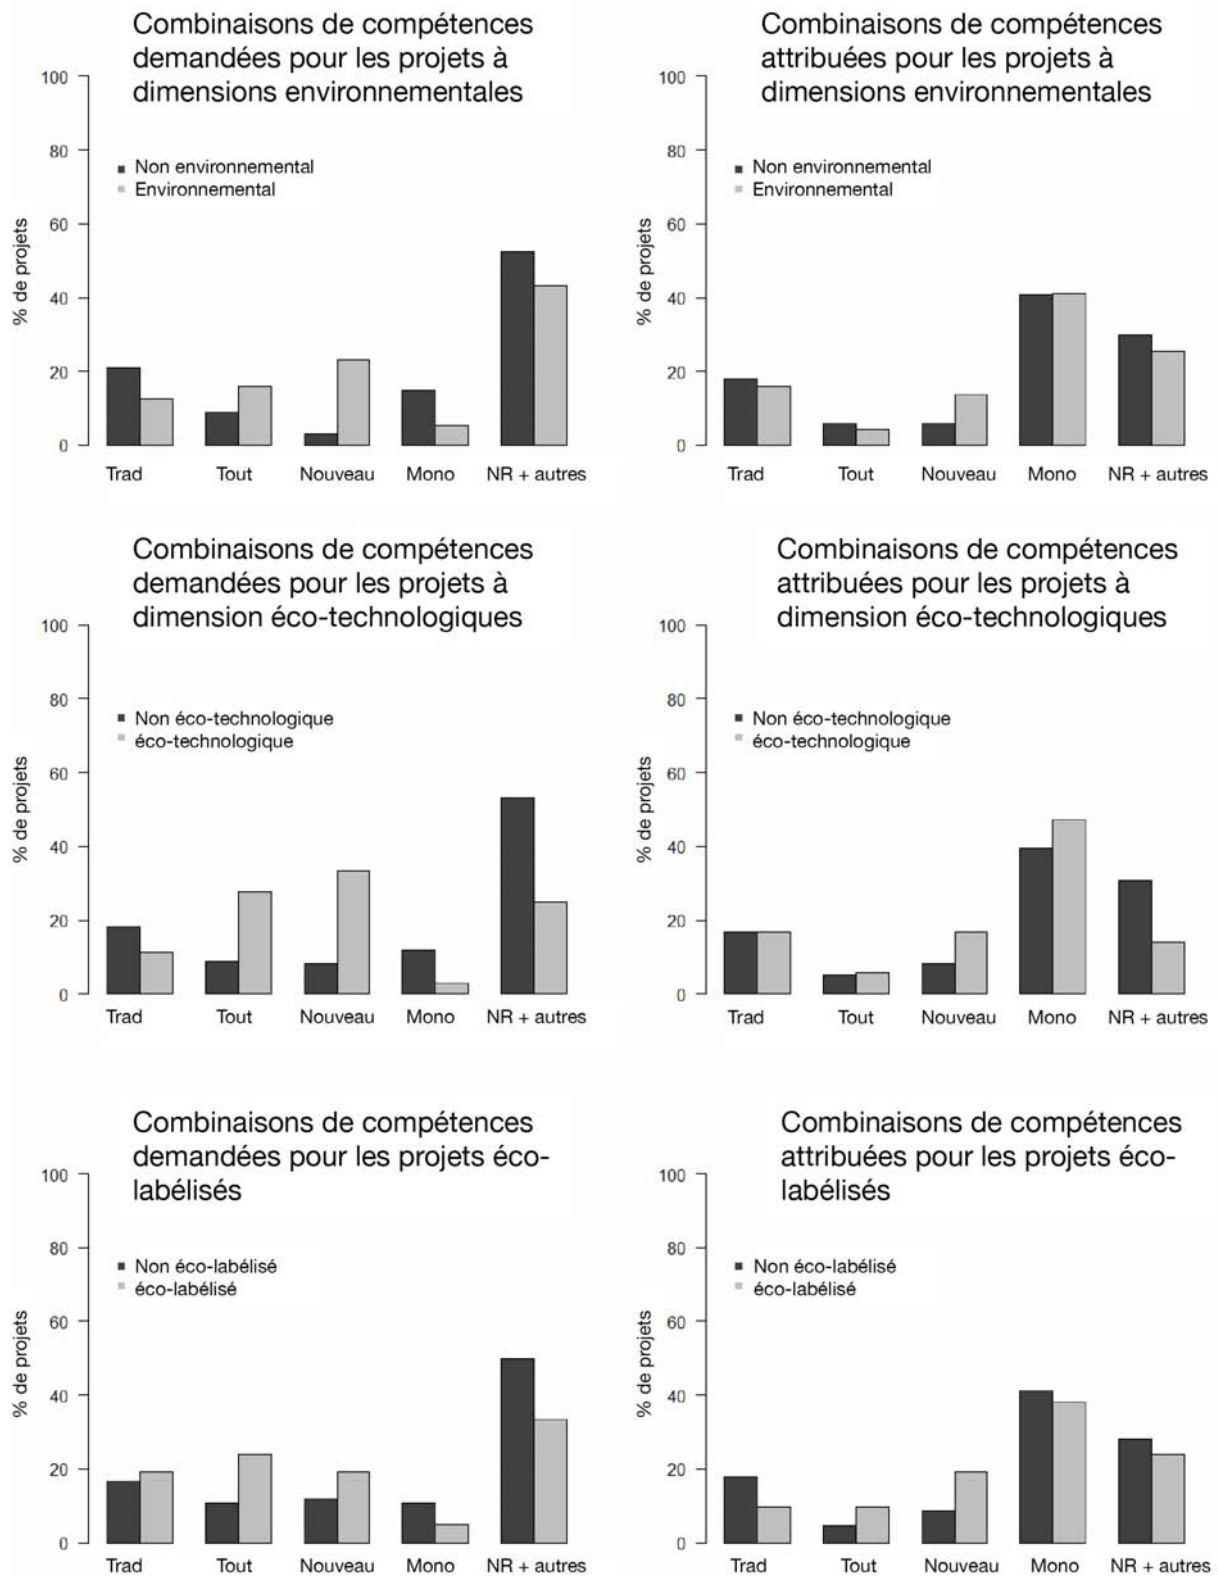 Combinaisons de compétences
demandées pour les projets à
dimensions environnementales
100
80
60
40
20
0
% de projets
Non environnemental
Environnemental
Trad Tout Nouveau Mono NR + autres
Combinaisons de compétences
attribuées pour les projets à
dimensions environnementales
100
80
60
40
20
0
% de projets
Non environnemental
Environnemental
Trad Tout Nouveau Mono NR + autres
Combinaisons de compétences
demandées pour les projets à
dimension éco-technologiques
100
80
60
40
20
0
% de projets
Non éco-technologique
éco-technologique
Trad Tout Nouveau Mono NR + autres
Combinaisons de compétences
attribuées pour les projets à
dimension éco-technologiques
100
80
60
40
20
0
% de projets
Non éco-technologique
éco-technologique
Trad Tout Nouveau Mono NR + autres
Combinaisons de compétences
demandées pour les projets éco-
labélisés
100
80
60
40
20
0
% de projets
Non éco-labélisé
éco-labélisé
Trad Tout Nouveau Mono NR + autres
Combinaisons de compétences
attribuées pour les projets éco-
labélisés
100
80
60
40
20
0
% de projets
Non éco-labélisé
éco-labélisé
Trad Tout Nouveau Mono NR + autres